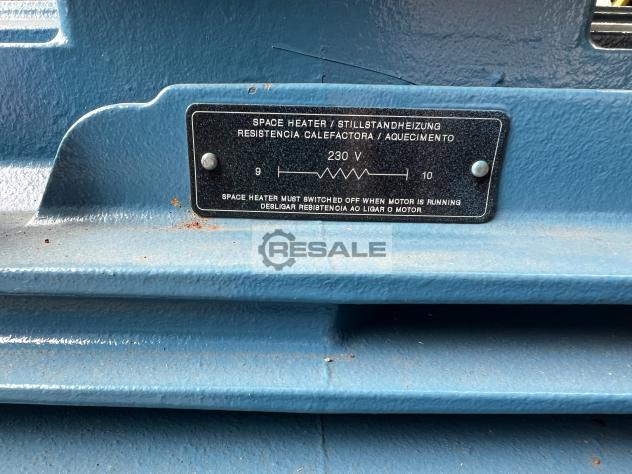 SPACE HEATER / STILLSTANDHEIZUNG
RESISTENCIA CALEFACTORA / AQUECIMENTO
230 V
9 10
SPACE HEATER MUST SWITCHED OFF WHEN MOTOR IS RUNNING
DESLIGAR RESISTENCIA AO LIGAR O MOTOR
RESALE